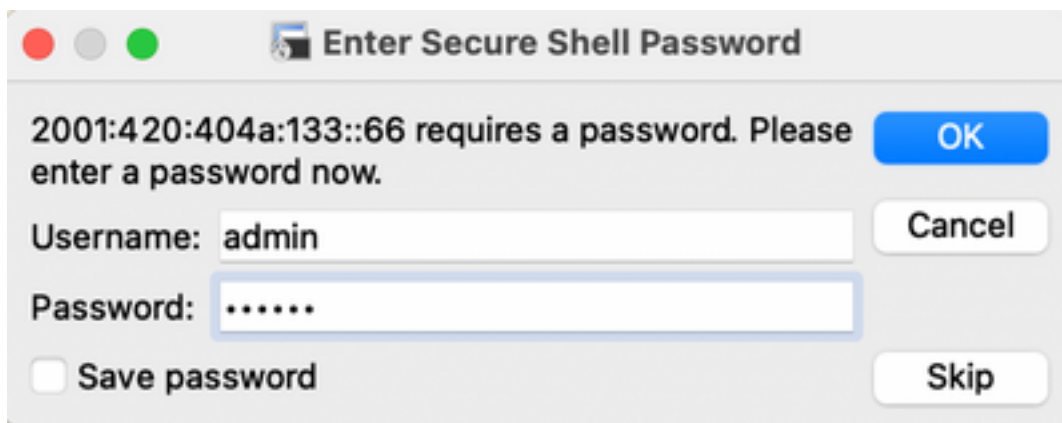 Enter Secure Shell Password
2001:420:404a:133::66 requires a password. Please
enter a password now.
OK
Username: admin
Cancel
Password: ••••••
Save password
Skip